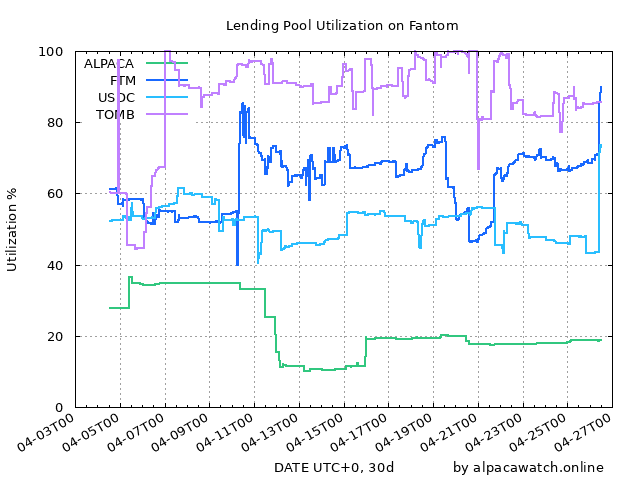 Lending Pool Utilization on Fantom
Utilization %
100
80
60
40
20
0
ALPACA
FTM
USDC
TOMB
04-03T00
04-05T00
04-07T00
04-09T00
04-11T00
04-13T00
04-15T00
04-17T00
04-19T00
04-21T00
04-23T00
04-25T00
04-27T00
DATE UTC+0, 30d
by alpacawatch.online